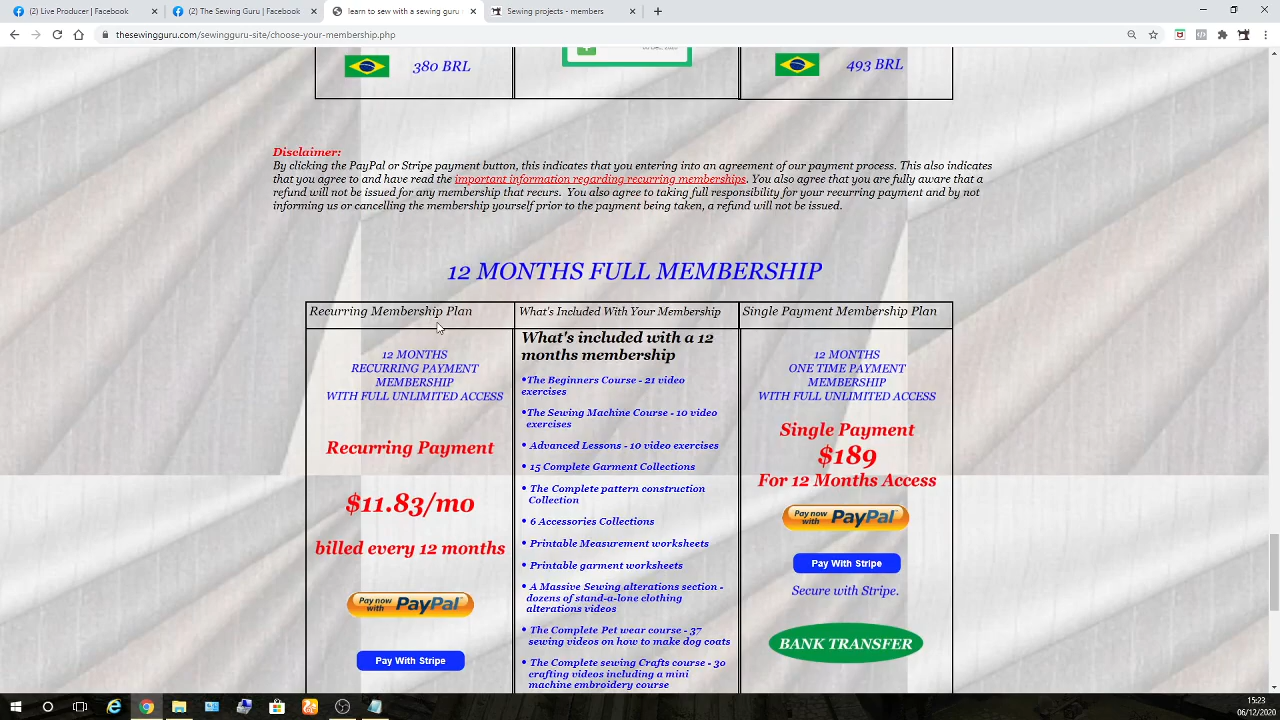 (2) Live Producer | Facebook
(2) The Sewing Guru | Facebook
learn to sew - members - sewing
Sewing projects - members
thesewingguru.com/sewingguru-site/choose-your-membership.php
380 BRL
493 BRL
Disclaimer:
By clicking the PayPal or Stripe payment button, this indicates that you entering into an agreement of our payment process. This also indicates
that you agree to and have read the important information regarding recurring memberships. You also agree that you are fully aware that a
refund will not be issued for any membership that recurs. You also agree to taking full responsibility for your recurring payment and by not
informing us or cancelling the membership yourself prior to the payment being taken, a refund will not be issued.
12 MONTHS FULL MEMBERSHIP
Recurring Membership Plan
12 MONTHS
RECURRING PAYMENT
MEMBERSHIP
WITH FULL UNLIMITED ACCESS
Recurring Payment
$11.83/mo
billed every 12 months
Pay now with PayPal
Pay With Stripe
What's Included With Your Membership
What's included with a 12
months membership
•The Beginners Course - 21 video
exercises
•The Sewing Machine Course - 10 video
exercises
• Advanced Lessons - 10 video exercises
• 15 Complete Garment Collections
• The Complete pattern construction
Collection
• 6 Accessories Collections
• Printable Measurement worksheets
• Printable garment worksheets
• A Massive Sewing alterations section -
dozens of stand-a-lone clothing
alterations videos
• The Complete Pet wear course - 37
sewing videos on how to make dog coats
• The Complete sewing Crafts course - 30
crafting videos including a mini
machine embroidery course
Single Payment Membership Plan
12 MONTHS
ONE TIME PAYMENT
MEMBERSHIP
WITH FULL UNLIMITED ACCESS
Single Payment
$189
For 12 Months Access
Pay now with PayPal
Pay With Stripe
Secure with Stripe.
BANK TRANSFER
15:23
06/12/2020